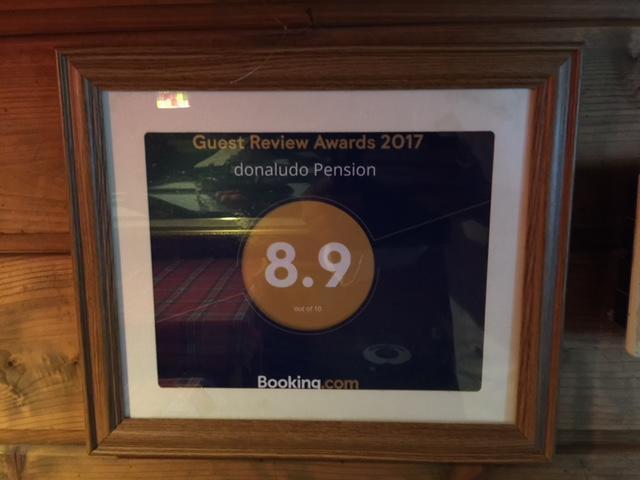 Guest Review Awards 2017
donaludo Pension
8.9
out of 10
Booking.com